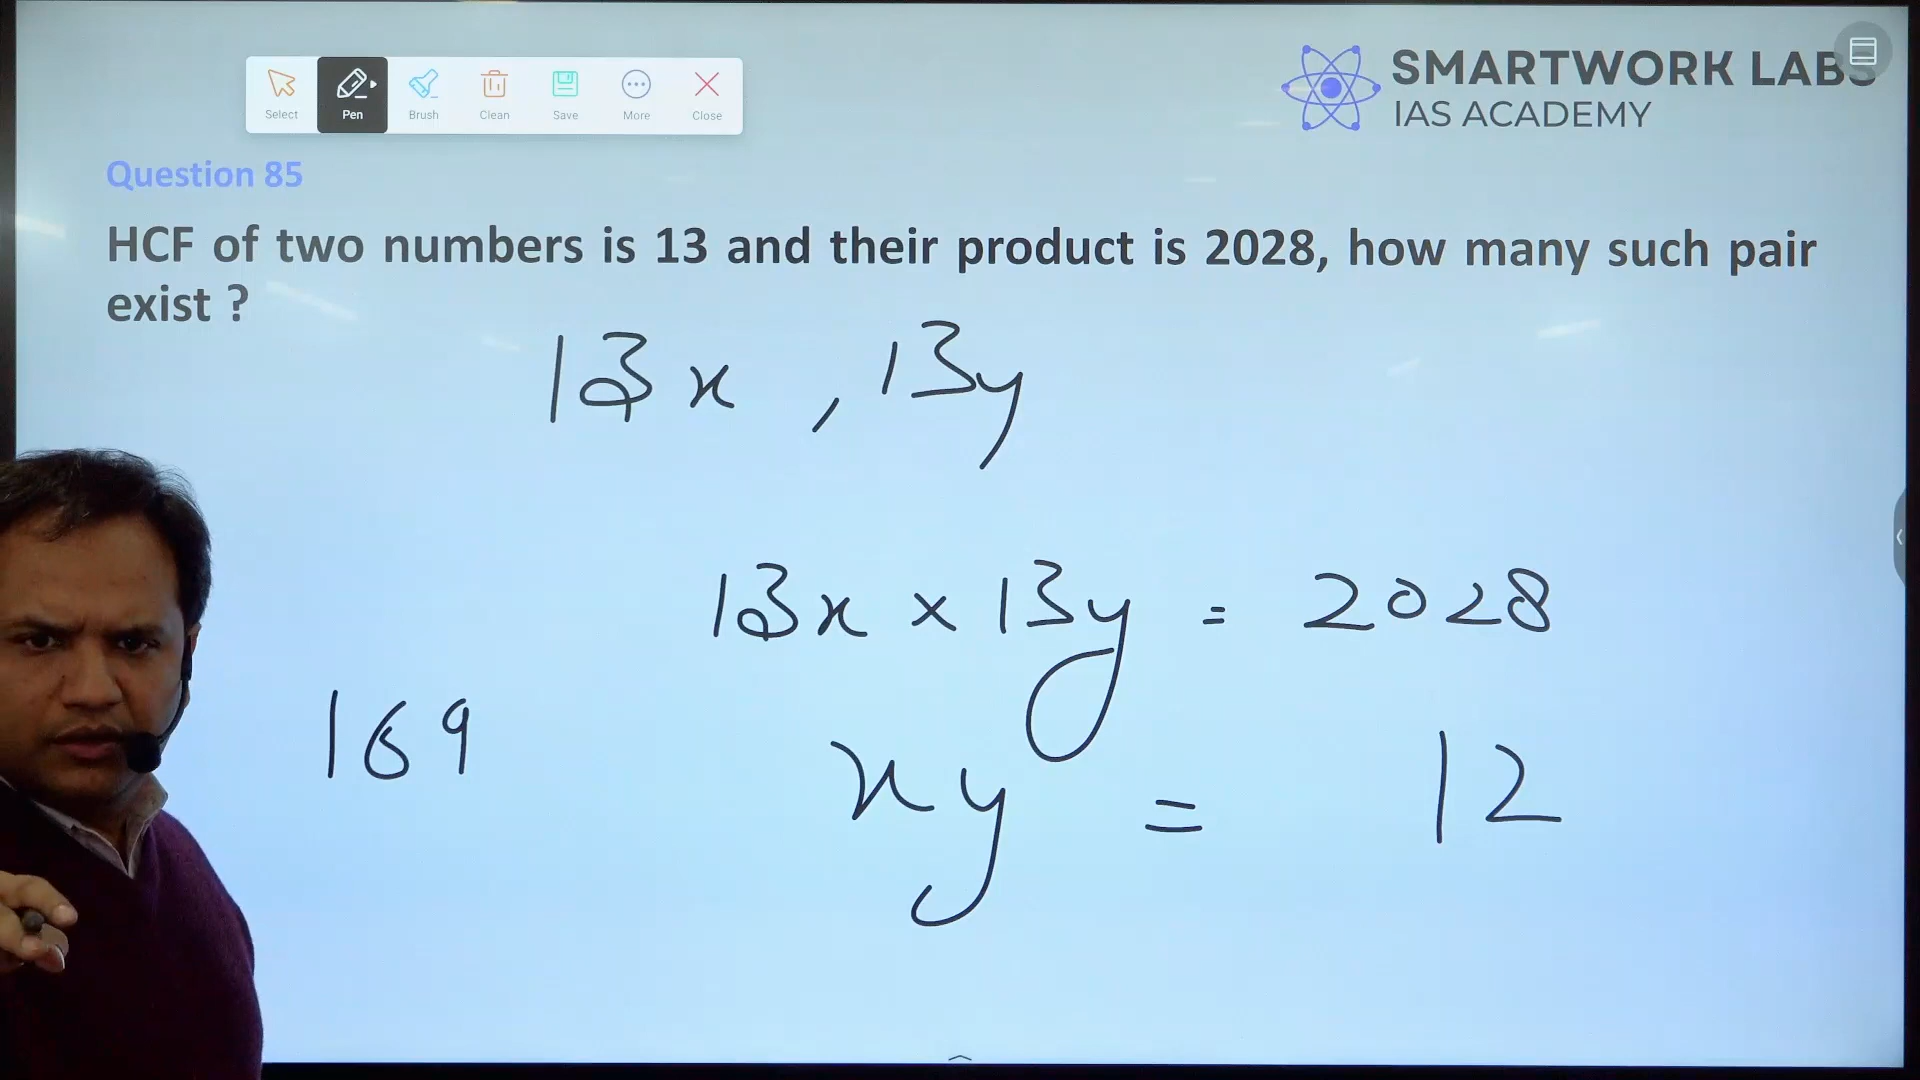 SMARTWORK LABS
IAS ACADEMY
Select Pen Brush Clean Save More Close
Question 85
HCF of two numbers is 13 and their product is 2028, how many such pair
exist ?
13x , 13y
13x × 13y = 2028
169
xy = 12